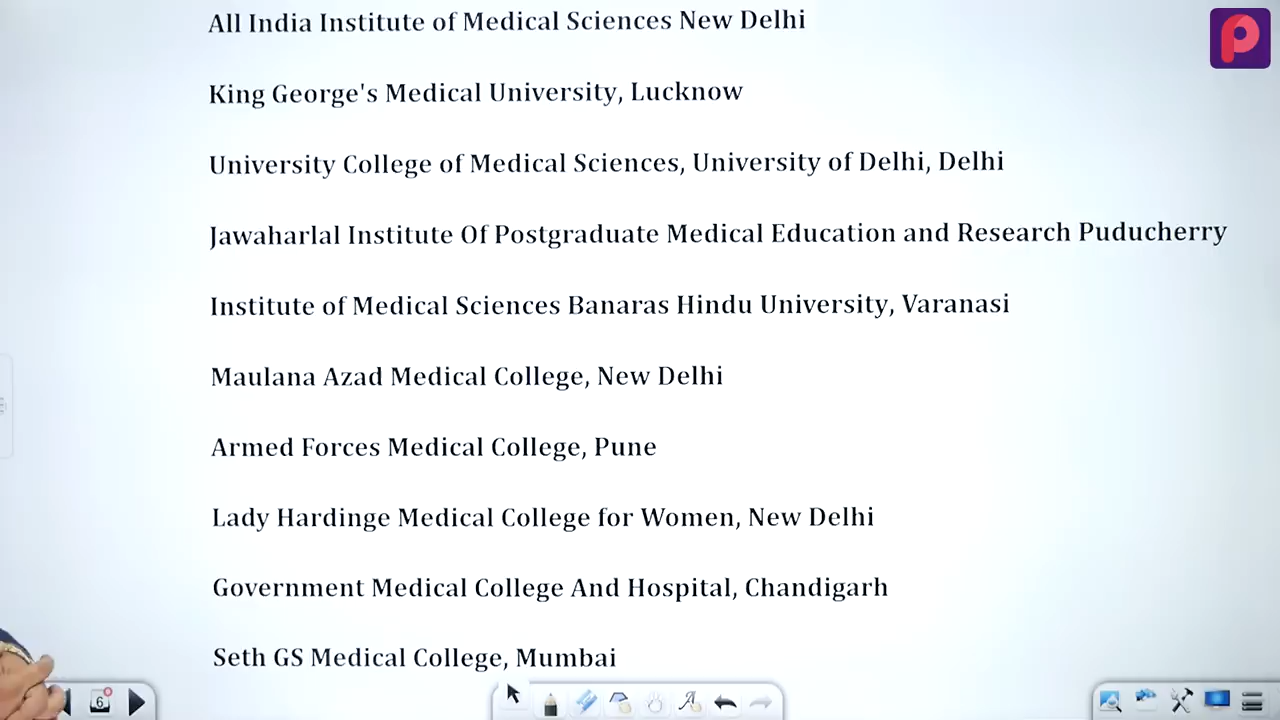 All India Institute of Medical Sciences New Delhi
King George's Medical University, Lucknow
University College of Medical Sciences, University of Delhi, Delhi
Jawaharlal Institute Of Postgraduate Medical Education and Research Puducherry
Institute of Medical Sciences Banaras Hindu University, Varanasi
Maulana Azad Medical College, New Delhi
Armed Forces Medical College, Pune
Lady Hardinge Medical College for Women, New Delhi
Government Medical College And Hospital, Chandigarh
Seth GS Medical College, Mumbai
6